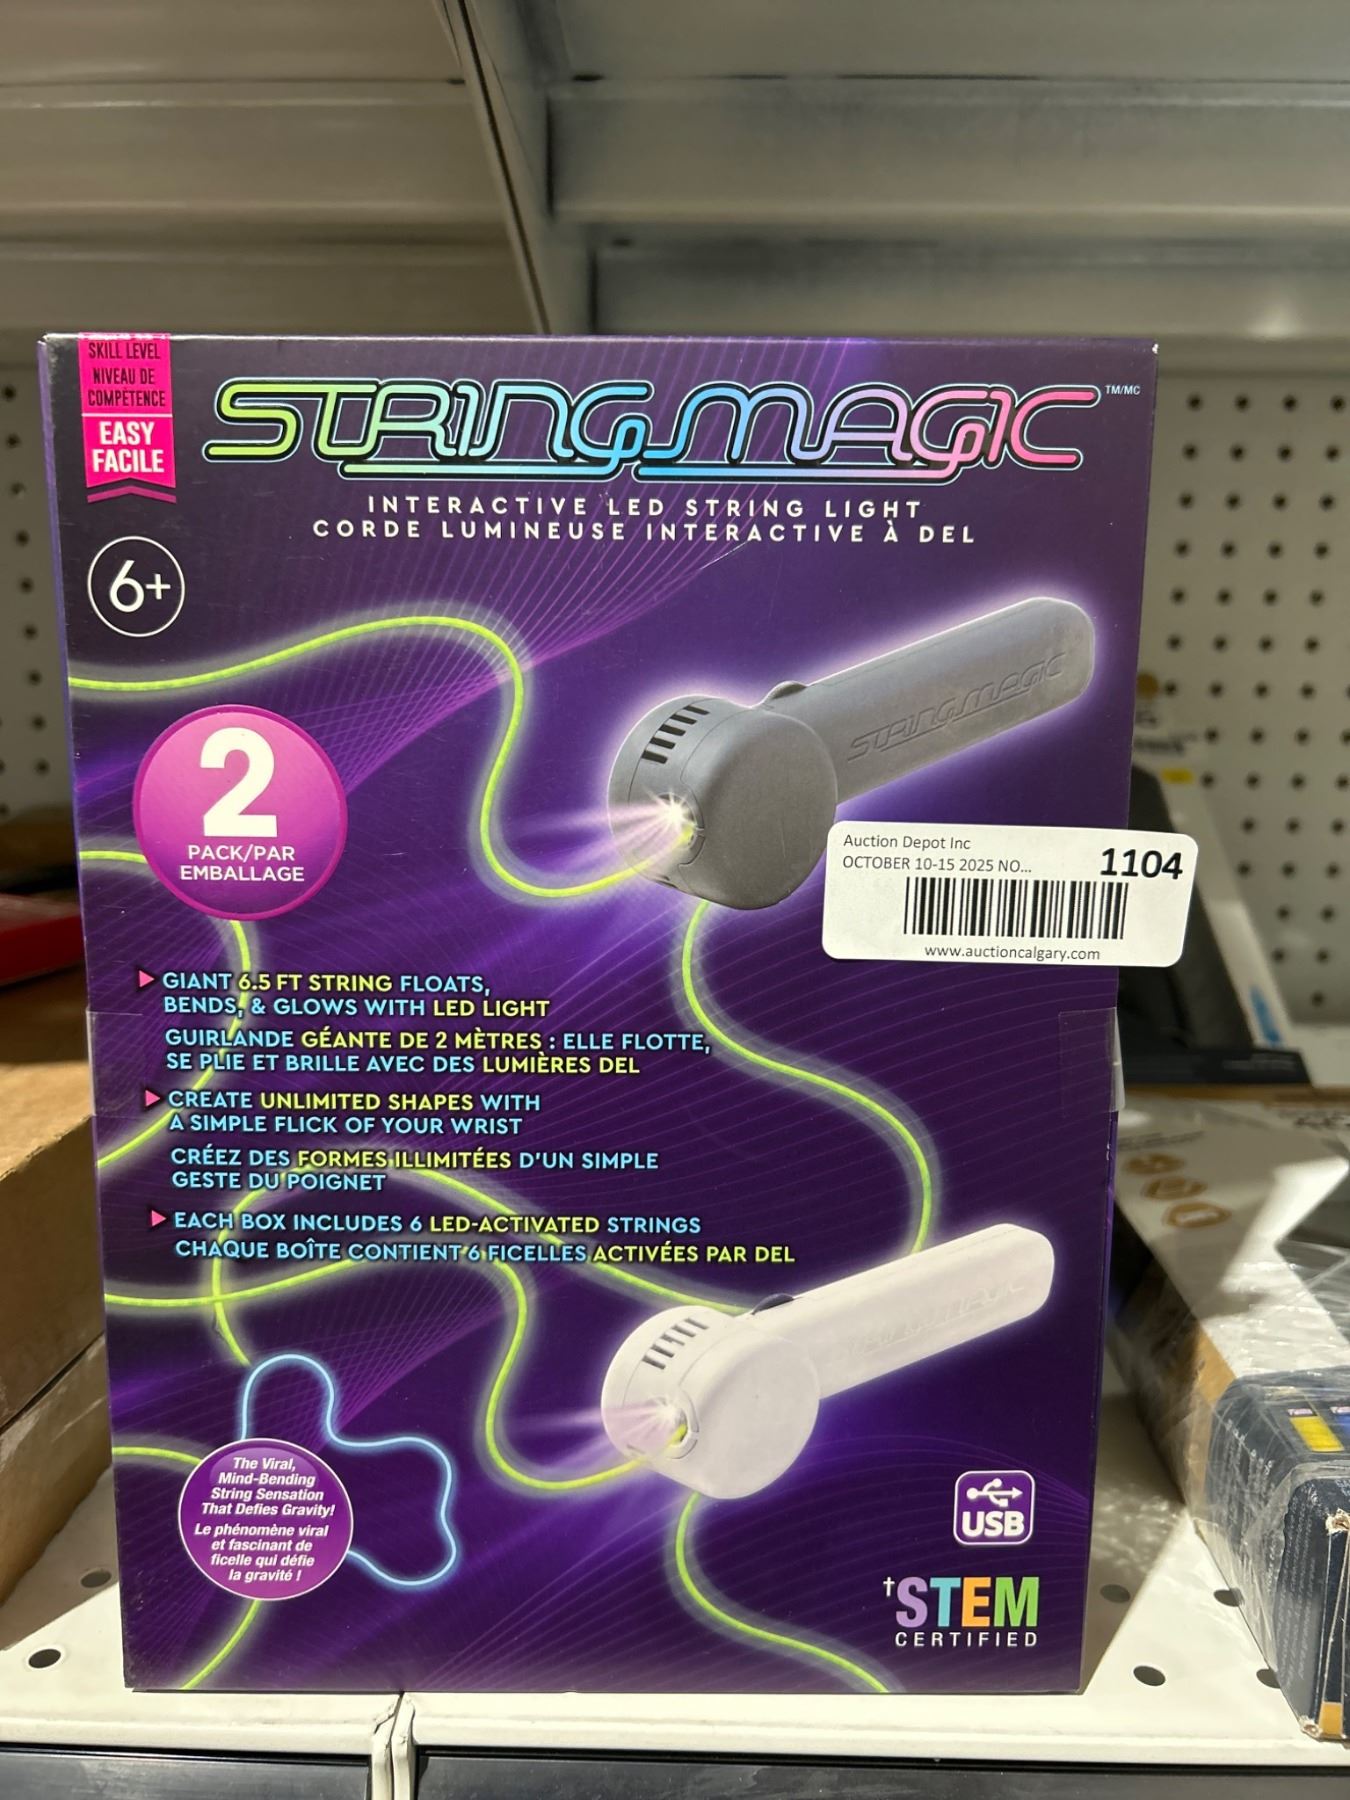 SKILL LEVEL
NIVEAU DE
COMPÉTENCE
EASY
FACILE
STRING MAGIC TM/MC
INTERACTIVE LED STRING LIGHT
CORDE LUMINEUSE INTERACTIVE À DEL
6+
STRING MAGIC
2
PACK/PAR
EMBALLAGE
Auction Depot Inc
OCTOBER 10-15 2025 NO...
1104
www.auctioncalgary.com
GIANT 6.5 FT STRING FLOATS,
BENDS, & GLOWS WITH LED LIGHT
GUIRLANDE GÉANTE DE 2 MÈTRES : ELLE FLOTTE,
SE PLIE ET BRILLE AVEC DES LUMIÈRES DEL
CREATE UNLIMITED SHAPES WITH
A SIMPLE FLICK OF YOUR WRIST
CRÉEZ DES FORMES ILLIMITÉES D'UN SIMPLE
GESTE DU POIGNET
EACH BOX INCLUDES 6 LED-ACTIVATED STRINGS
CHAQUE BOÎTE CONTIENT 6 FICELLES ACTIVÉES PAR DEL
STRING MAGIC
The Viral,
Mind-Bending
String Sensation
That Defies Gravity!
Le phénomène viral
et fascinant de
ficelle qui défie
la gravité !
USB
†STEM
CERTIFIED